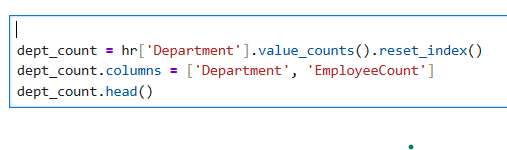 dept_count = hr['Department'].value_counts().reset_index()
dept_count.columns = ['Department', 'EmployeeCount']
dept_count.head()